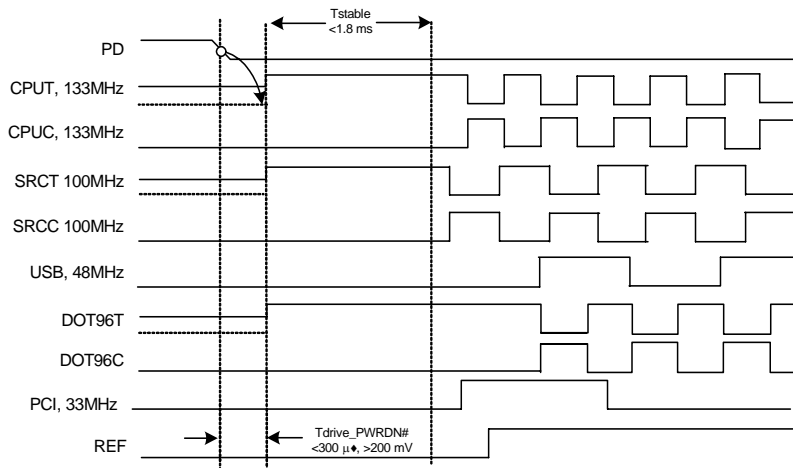 Tstable
<1.8 ms
PD
CPUT, 133MHz
CPUC, 133MHz
SRCT 100MHz
SRCC 100MHz
USB, 48MHz
DOT96T
DOT96C
PCI, 33MHz
Tdrive_PWRDN#
<300 μ♦, >200 mV
REF